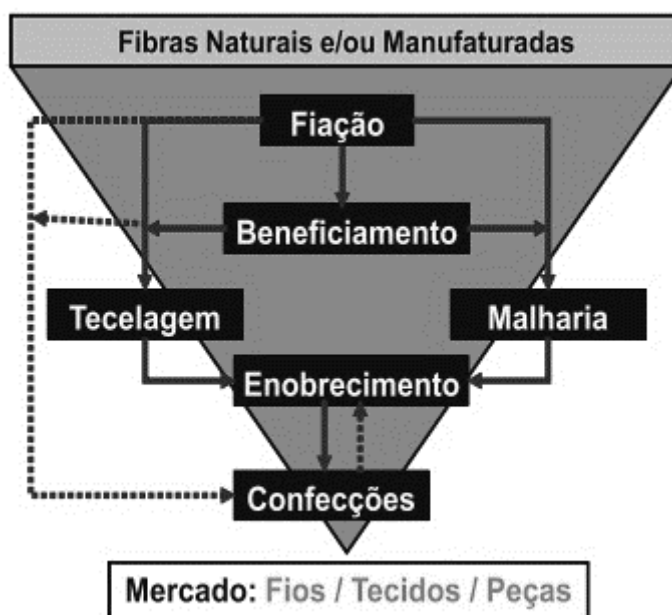 Fibras Naturais e/ou Manufaturadas
Fiação
Beneficiamento
Tecelagem
Malharia
Enobrecimento
Confecções
Mercado: Fios / Tecidos / Peças